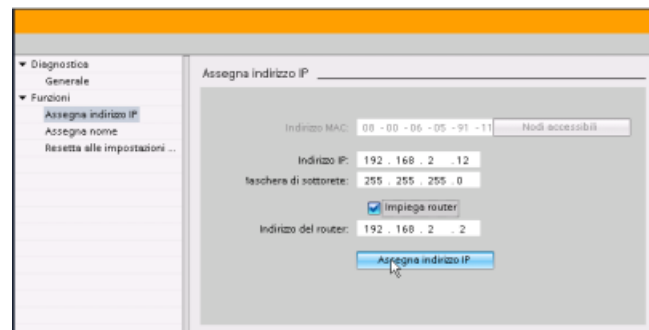 Diagnostica
Generale
Funzioni
Assegna indirizzo IP
Assegna nome
Resetta alle impostazioni ...
Assegna indirizzo IP
Indirizzo MAC: 08 -00 -06 -05 -91 -11 Nodi accessibili
Indirizzo IP: 192 . 168 . 2 . 12
Maschera di sottorete: 255 . 255 . 255 . 0
Impiega router
Indirizzo del router: 192 . 168 . 2 . 2
Assegna indirizzo IP